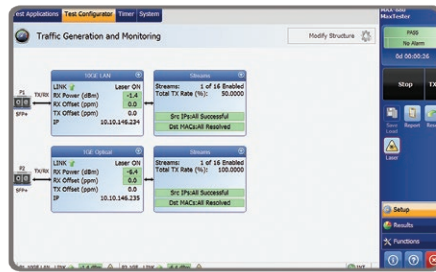 Test Applications Test Configurator Timer System
MaxTester
Traffic Generation and Monitoring
Modify Structure
PASS
No Alarm
0d 00:00:26
Stop TX
10GE LAN
LINK Laser ON
RX Power (dBm) -1.4
RX Offset (ppm) 0.0
TX Offset (ppm) 0.0
IP 10.10.146.234
Streams
Streams: 1 of 16 Enabled
Total TX Rate (%): 50.0000
Src IPs:All Successful
Dst MACs:All Resolved
P1 TX/RX
SFP+
1GE Optical
LINK Laser ON
RX Power (dBm) -6.4
RX Offset (ppm) 0.0
TX Offset (ppm) 0.0
IP 10.10.146.235
Streams
Streams: 1 of 16 Enabled
Total TX Rate (%): 100.0000
Src IPs:All Successful
Dst MACs:All Resolved
P2 TX/RX
SFP+
Save
Load
Report
Laser
Setup
Results
Functions